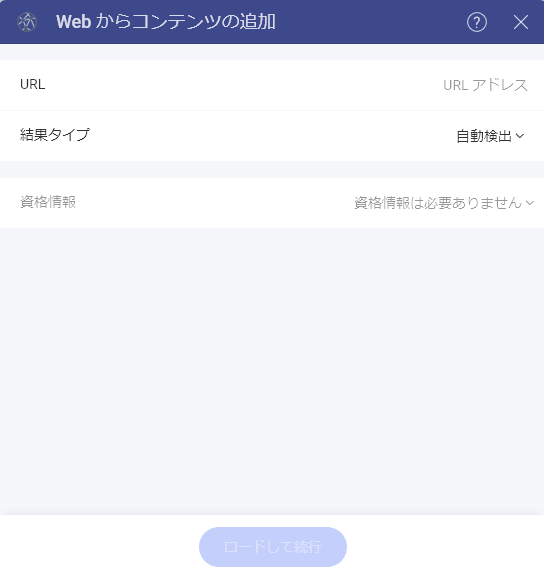 Web からコンテンツの追加
URL
URL アドレス
結果タイプ
自動検出
資格情報
資格情報は必要ありません
ロードして続行